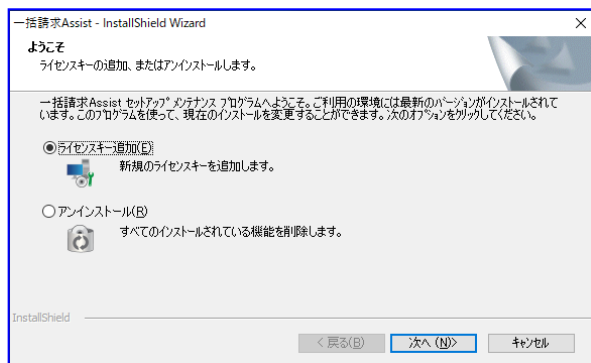 一括請求Assist - InstallShield Wizard
ようこそ
ライセンスキーの追加、またはアンインストールします。
一括請求Assist セットアップ メンテナンス プログラムへようこそ。ご利用の環境には最新のバージョンがインストールされて
います。このプログラムを使って、現在のインストールを変更することができます。次のオプションをクリックしてください。
ライセンスキー追加(E)
新規のライセンスキーを追加します。
アンインストール(R)
すべてのインストールされている機能を削除します。
InstallShield
< 戻る(B) 次へ (N)> キャンセル